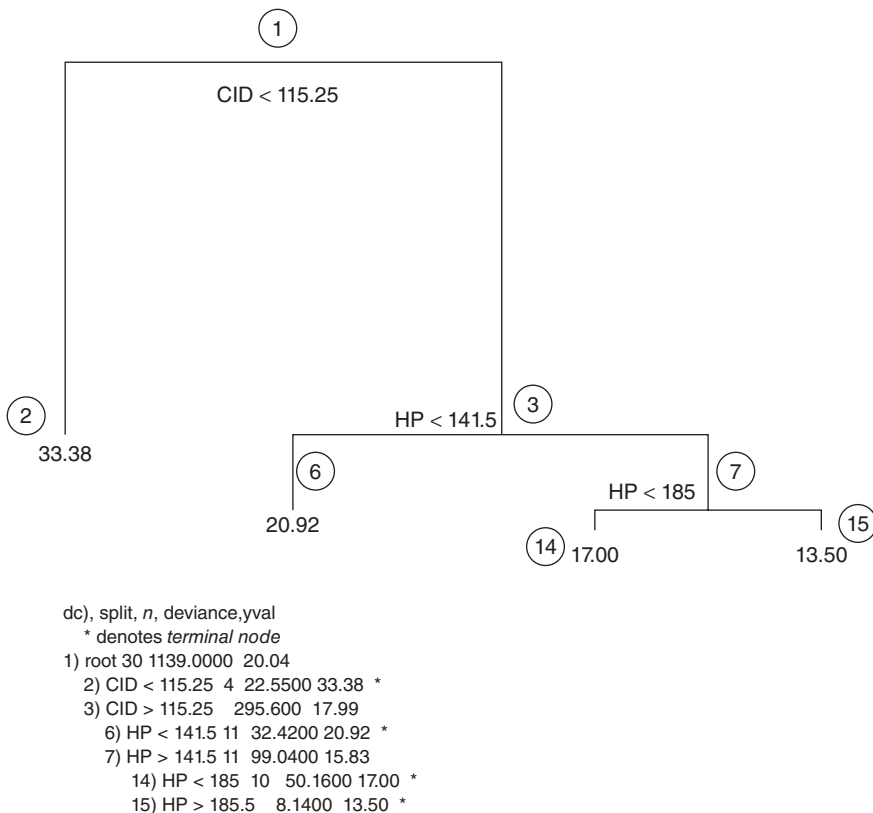 1
CID < 115.25
2
3
HP < 141.5
33.38
6
7
HP < 185
20.92
14
17.00
13.50
15
dc), split, n, deviance,yval
* denotes terminal node
1) root 30 1139.0000 20.04
2) CID < 115.25 4 22.5500 33.38 *
3) CID > 115.25 295.600 17.99
6) HP < 141.5 11 32.4200 20.92 *
7) HP > 141.5 11 99.0400 15.83
14) HP < 185 10 50.1600 17.00 *
15) HP > 185.5 8.1400 13.50 *